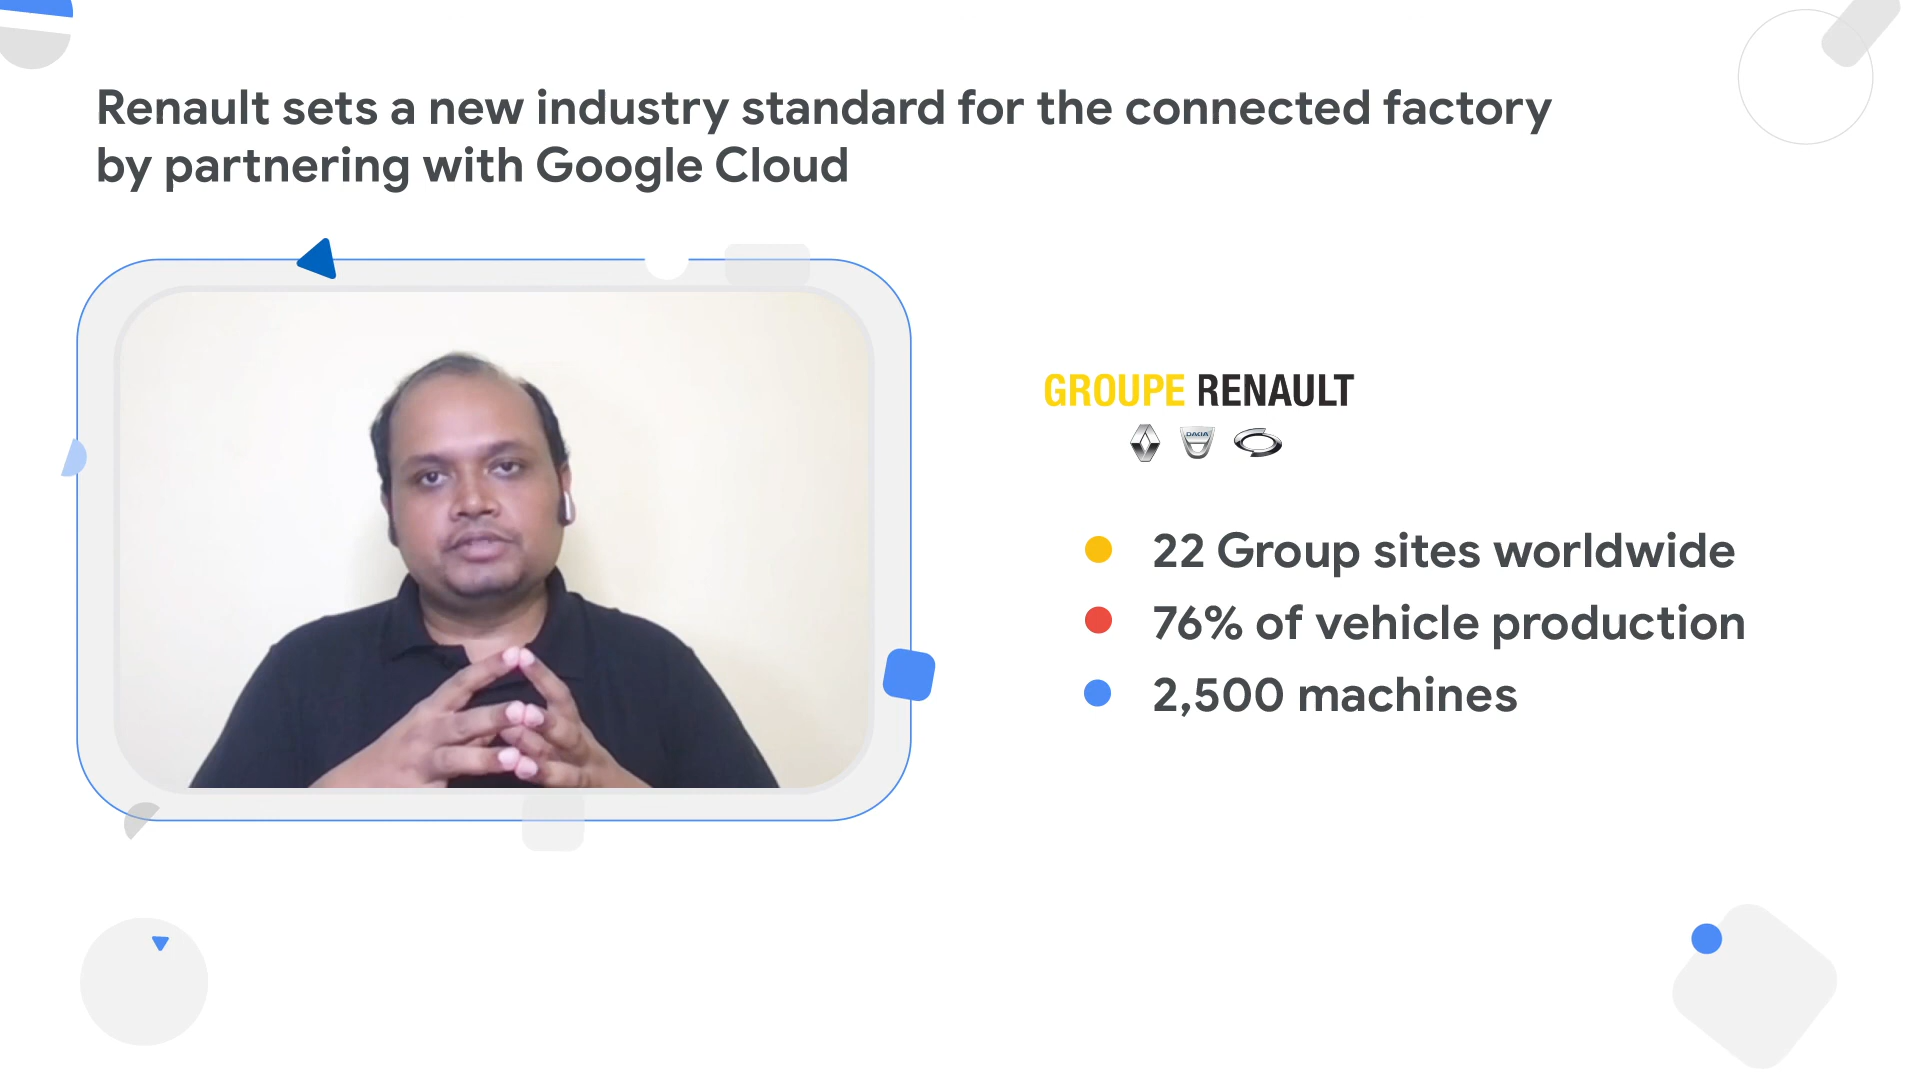 Renault sets a new industry standard for the connected factory
by partnering with Google Cloud
GROUPE RENAULT
DACIA
22 Group sites worldwide
76% of vehicle production
2,500 machines